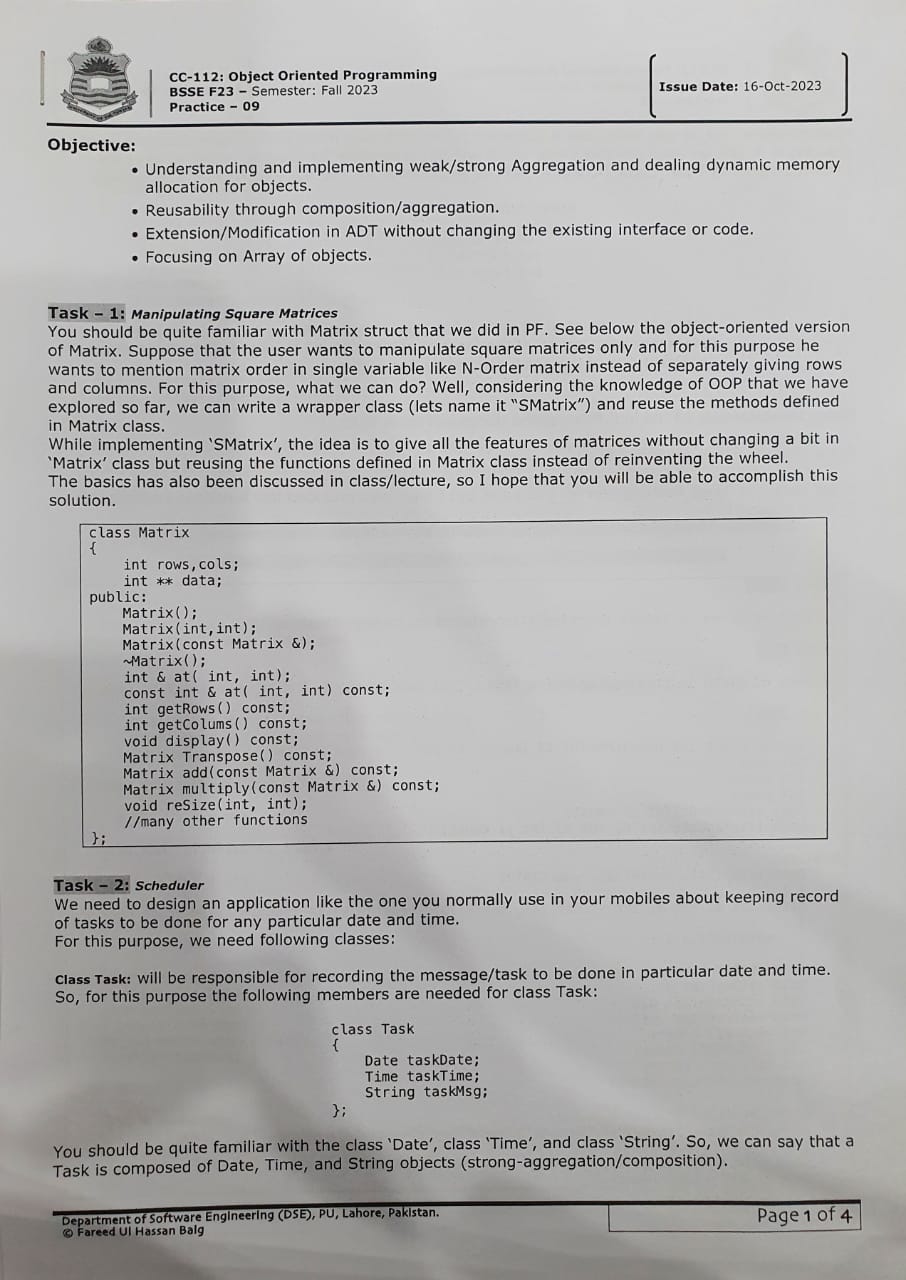 CC-112: Object Oriented Programming
BSSE F23 – Semester: Fall 2023
Practice – 09
Issue Date: 16-Oct-2023
Objective:
• Understanding and implementing weak/strong Aggregation and dealing dynamic memory
allocation for objects.
• Reusability through composition/aggregation.
• Extension/Modification in ADT without changing the existing interface or code.
• Focusing on Array of objects.
Task – 1: Manipulating Square Matrices
You should be quite familiar with Matrix struct that we did in PF. See below the object-oriented version
of Matrix. Suppose that the user wants to manipulate square matrices only and for this purpose he
wants to mention matrix order in single variable like N-Order matrix instead of separately giving rows
and columns. For this purpose, what we can do? Well, considering the knowledge of OOP that we have
explored so far, we can write a wrapper class (lets name it "SMatrix") and reuse the methods defined
in Matrix class.
While implementing 'SMatrix', the idea is to give all the features of matrices without changing a bit in
'Matrix' class but reusing the functions defined in Matrix class instead of reinventing the wheel.
The basics has also been discussed in class/lecture, so I hope that you will be able to accomplish this
solution.
class Matrix
{
int rows,cols;
int ** data;
public:
Matrix();
Matrix(int,int);
Matrix(const Matrix &);
~Matrix();
int & at( int, int);
const int & at( int, int) const;
int getRows() const;
int getColums() const;
void display() const;
Matrix Transpose() const;
Matrix add(const Matrix &) const;
Matrix multiply(const Matrix &) const;
void reSize(int, int);
//many other functions
};
Task – 2: Scheduler
We need to design an application like the one you normally use in your mobiles about keeping record
of tasks to be done for any particular date and time.
For this purpose, we need following classes:
Class Task: will be responsible for recording the message/task to be done in particular date and time.
So, for this purpose the following members are needed for class Task:
class Task
{
Date taskDate;
Time taskTime;
String taskMsg;
};
You should be quite familiar with the class 'Date', class 'Time', and class 'String'. So, we can say that a
Task is composed of Date, Time, and String objects (strong-aggregation/composition).
Department of Software Engineering (DSE), PU, Lahore, Pakistan.
© Fareed Ul Hassan Baig
Page 1 of 4